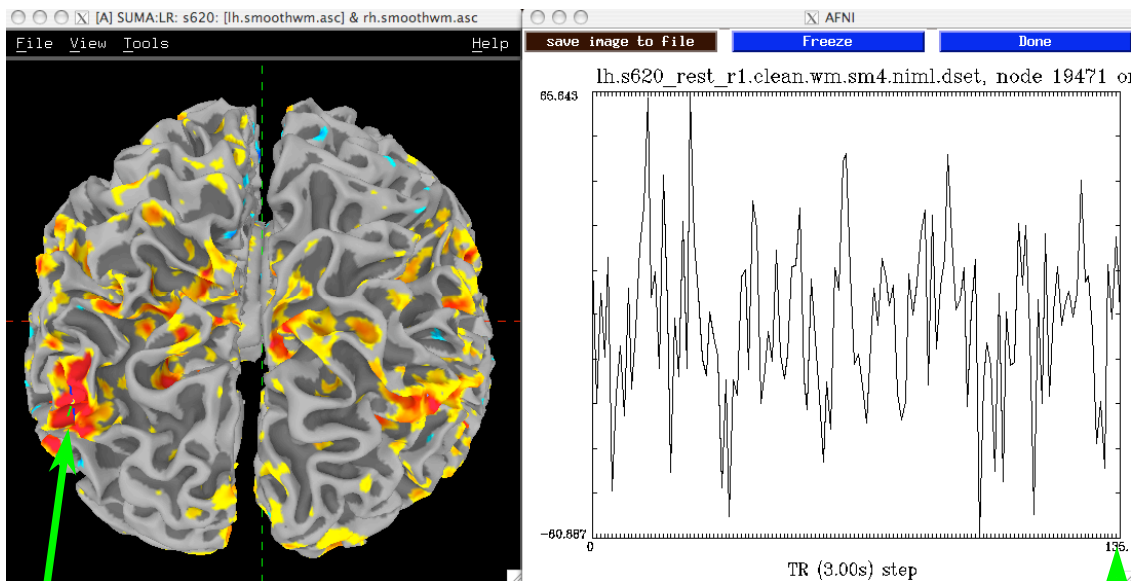 [A] SUMA:LR: s620: [lh.smoothwm.asc] & rh.smoothwm.asc
File View Tools Help
AFNI
save image to file Freeze Done
lh.s620_rest_r1.clean.wm.sm4.niml.dset, node 19471 o
65.643
-60.887
0 135.
TR (3.00s) step